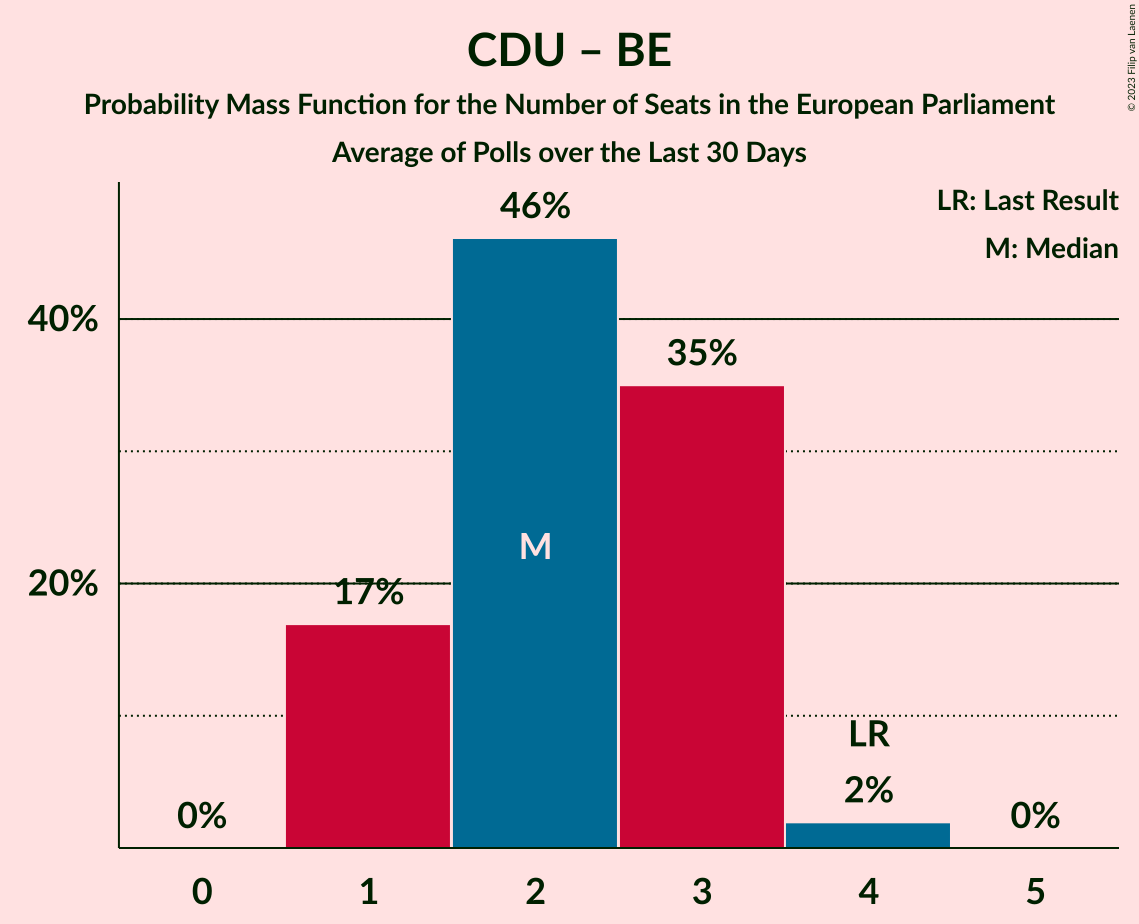 CDU – BE
Probability Mass Function for the Number of Seats in the European Parliament
Average of Polls over the Last 30 Days
© 2023 Filip van Laenen
LR: Last Result
M: Median
46%
40%
35%
M
20%
17%
LR
2%
0%
0%
0 1 2 3 4 5